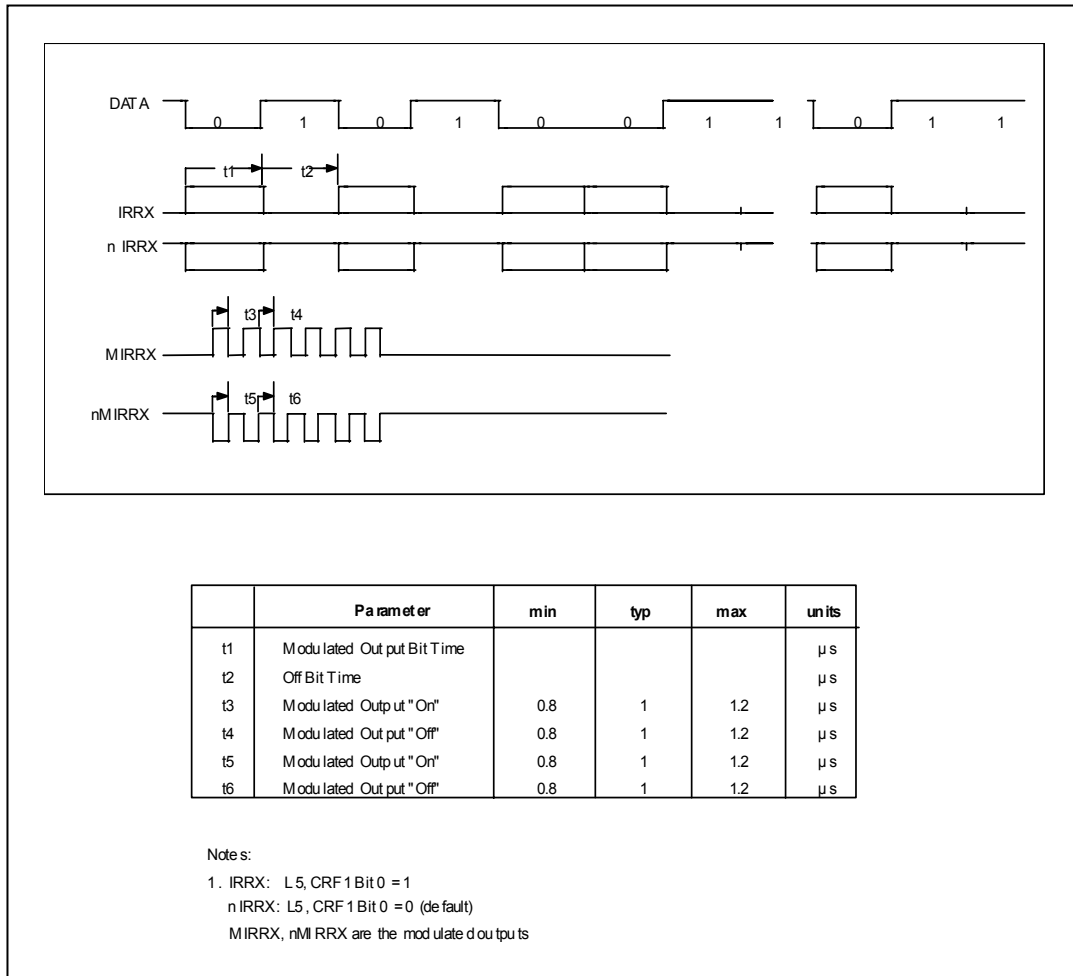 DATA
0 1 0 1 0 0 1 1 0 1 1
t1 t2
IRRX
n IRRX
t3 t4
MIRRX
t5 t6
nMIRRX
Parameter min typ max units
t1 Modulated Output Bit Time µs
t2 Off Bit Time µs
t3 Modulated Output "On" 0.8 1 1.2 µs
t4 Modulated Output "Off" 0.8 1 1.2 µs
t5 Modulated Output "On" 0.8 1 1.2 µs
t6 Modulated Output "Off" 0.8 1 1.2 µs
Notes:
1. IRRX: L5, CRF1 Bit 0 = 1
nIRRX: L5, CRF1 Bit 0 = 0 (default)
MIRRX, nMIRRX are the modulated outputs